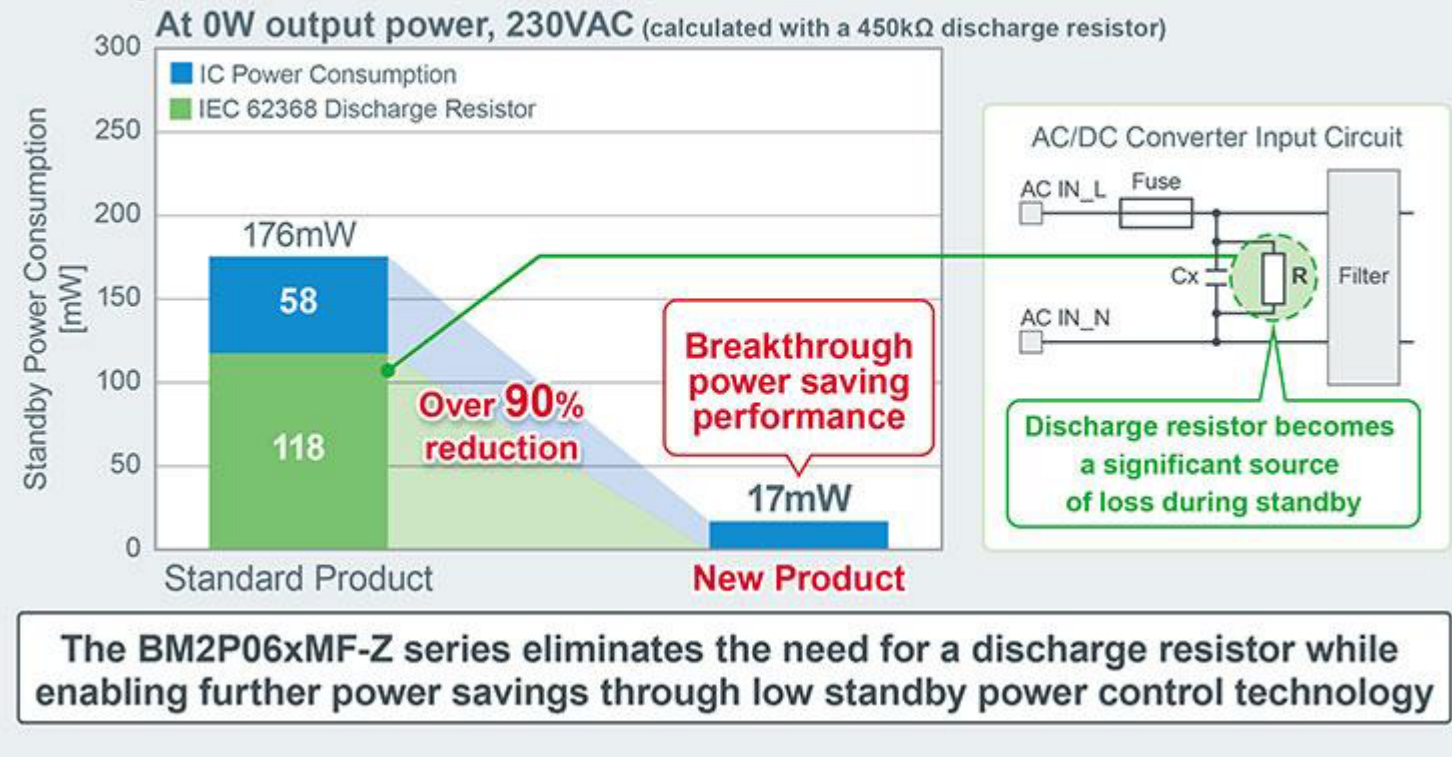 At 0W output power, 230VAC (calculated with a 450kΩ discharge resistor)
Standby Power Consumption
[mW]
300
250
200
150
100
50
0
IC Power Consumption
IEC 62368 Discharge Resistor
176mW
58
118
Over 90%
reduction
Breakthrough
power saving
performance
17mW
Standard Product
New Product
AC/DC Converter Input Circuit
AC IN_L
Fuse
Cx
R
Filter
AC IN_N
Discharge resistor becomes
a significant source
of loss during standby
The BM2P06xMF-Z series eliminates the need for a discharge resistor while
enabling further power savings through low standby power control technology